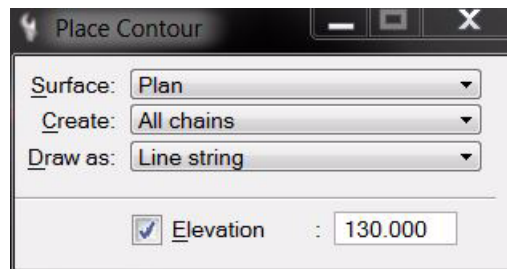 Place Contour
Surface: Plan
Create: All chains
Draw as: Line string
Elevation : 130.000